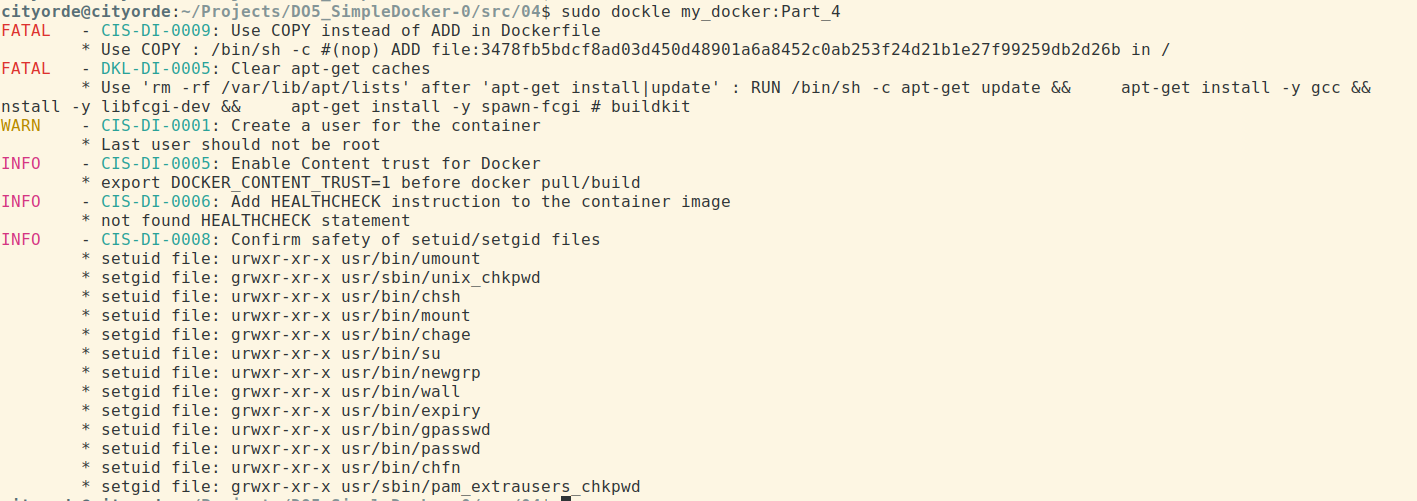 cityorde@cityorde:~/Projects/DO5_SimpleDocker-0/src/04$ sudo dockle my_docker:Part_4
FATAL   - CIS-DI-0009: Use COPY instead of ADD in Dockerfile
        * Use COPY : /bin/sh -c #(nop) ADD file:3478fb5bdcf8ad03d450d48901a6a8452c0ab253f24d21b1e27f99259db2d26b in /
FATAL   - DKL-DI-0005: Clear apt-get caches
        * Use 'rm -rf /var/lib/apt/lists' after 'apt-get install|update' : RUN /bin/sh -c apt-get update &&     apt-get install -y gcc &&
nstall -y libfcgi-dev &&     apt-get install -y spawn-fcgi # buildkit
WARN    - CIS-DI-0001: Create a user for the container
        * Last user should not be root
INFO    - CIS-DI-0005: Enable Content trust for Docker
        * export DOCKER_CONTENT_TRUST=1 before docker pull/build
INFO    - CIS-DI-0006: Add HEALTHCHECK instruction to the container image
        * not found HEALTHCHECK statement
INFO    - CIS-DI-0008: Confirm safety of setuid/setgid files
        * setuid file: urwxr-xr-x usr/bin/umount
        * setgid file: grwxr-xr-x usr/sbin/unix_chkpwd
        * setuid file: urwxr-xr-x usr/bin/chsh
        * setuid file: urwxr-xr-x usr/bin/mount
        * setgid file: grwxr-xr-x usr/bin/chage
        * setuid file: urwxr-xr-x usr/bin/su
        * setuid file: urwxr-xr-x usr/bin/newgrp
        * setgid file: grwxr-xr-x usr/bin/wall
        * setgid file: grwxr-xr-x usr/bin/expiry
        * setuid file: urwxr-xr-x usr/bin/gpasswd
        * setuid file: urwxr-xr-x usr/bin/passwd
        * setuid file: urwxr-xr-x usr/bin/chfn
        * setgid file: grwxr-xr-x usr/sbin/pam_extrausers_chkpwd